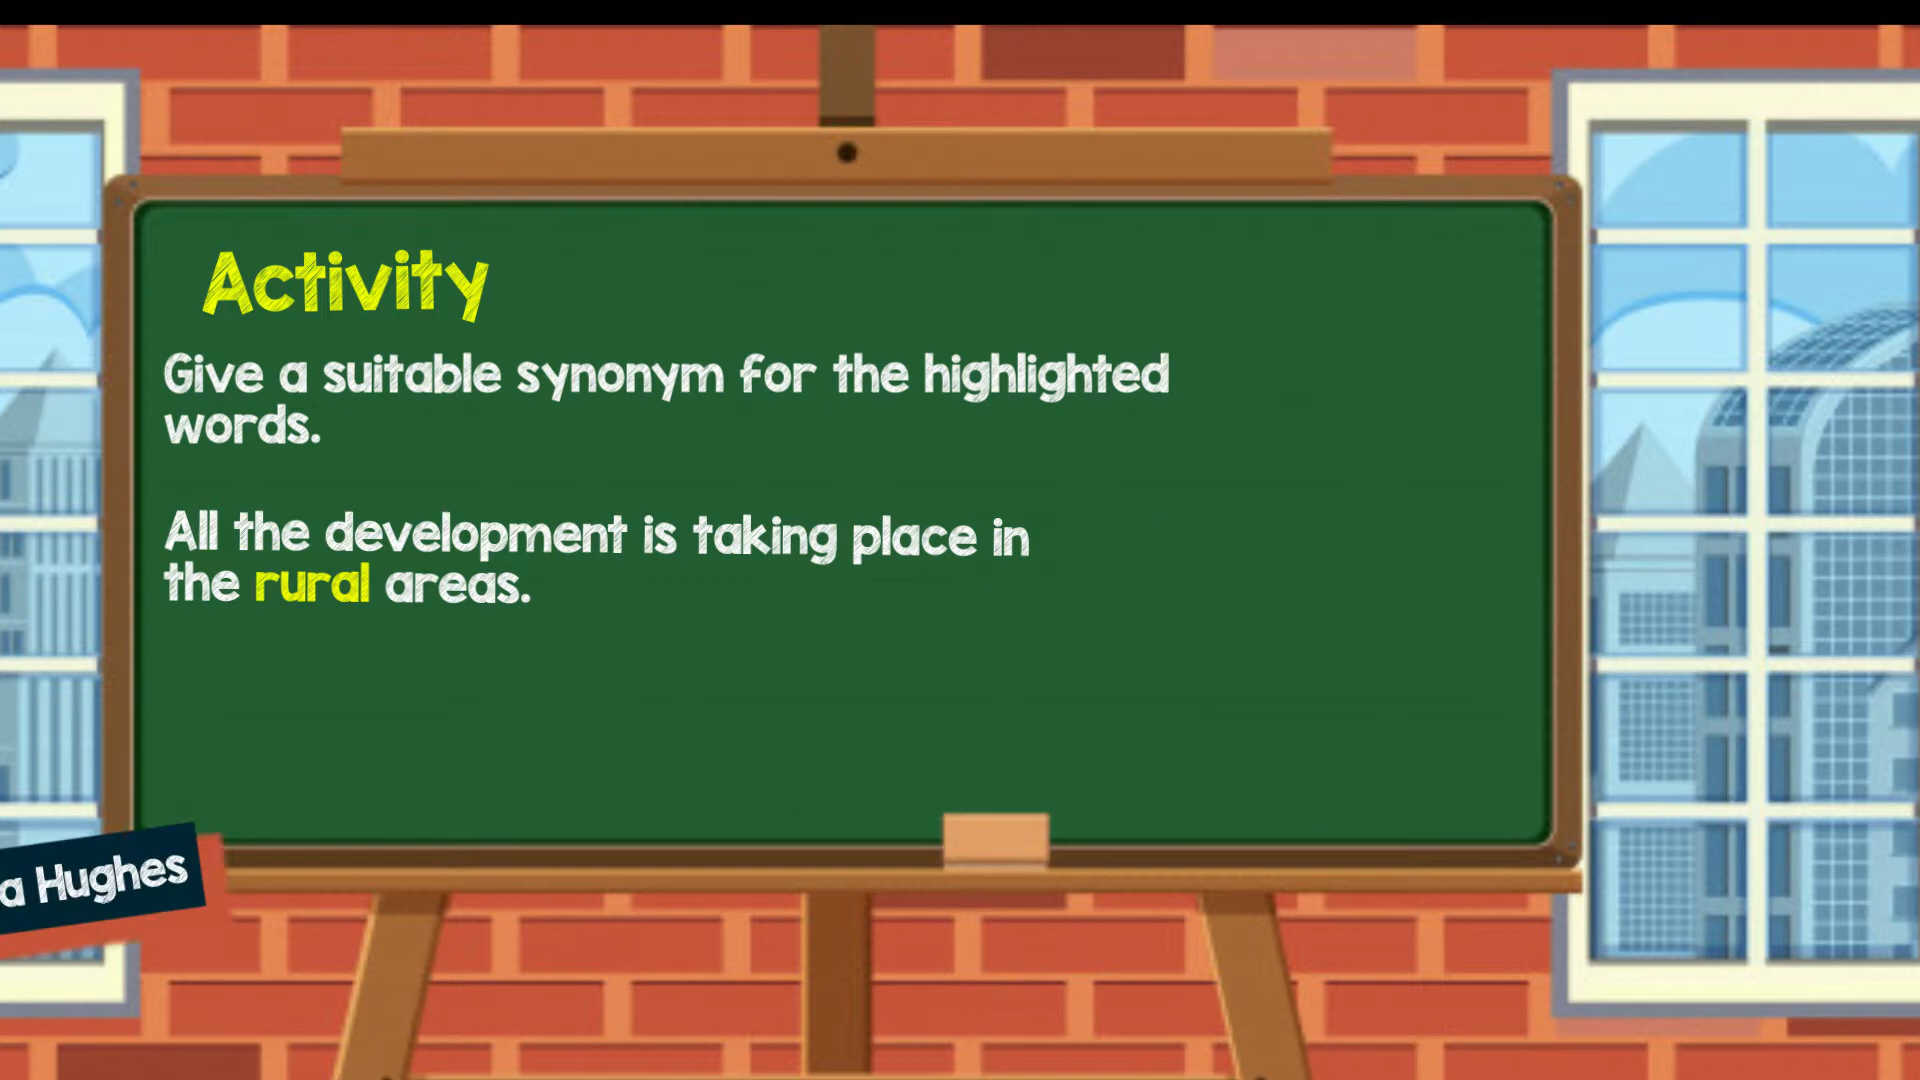 Activity
Give a suitable synonym for the highlighted
words.
All the development is taking place in
the rural areas.
a Hughes